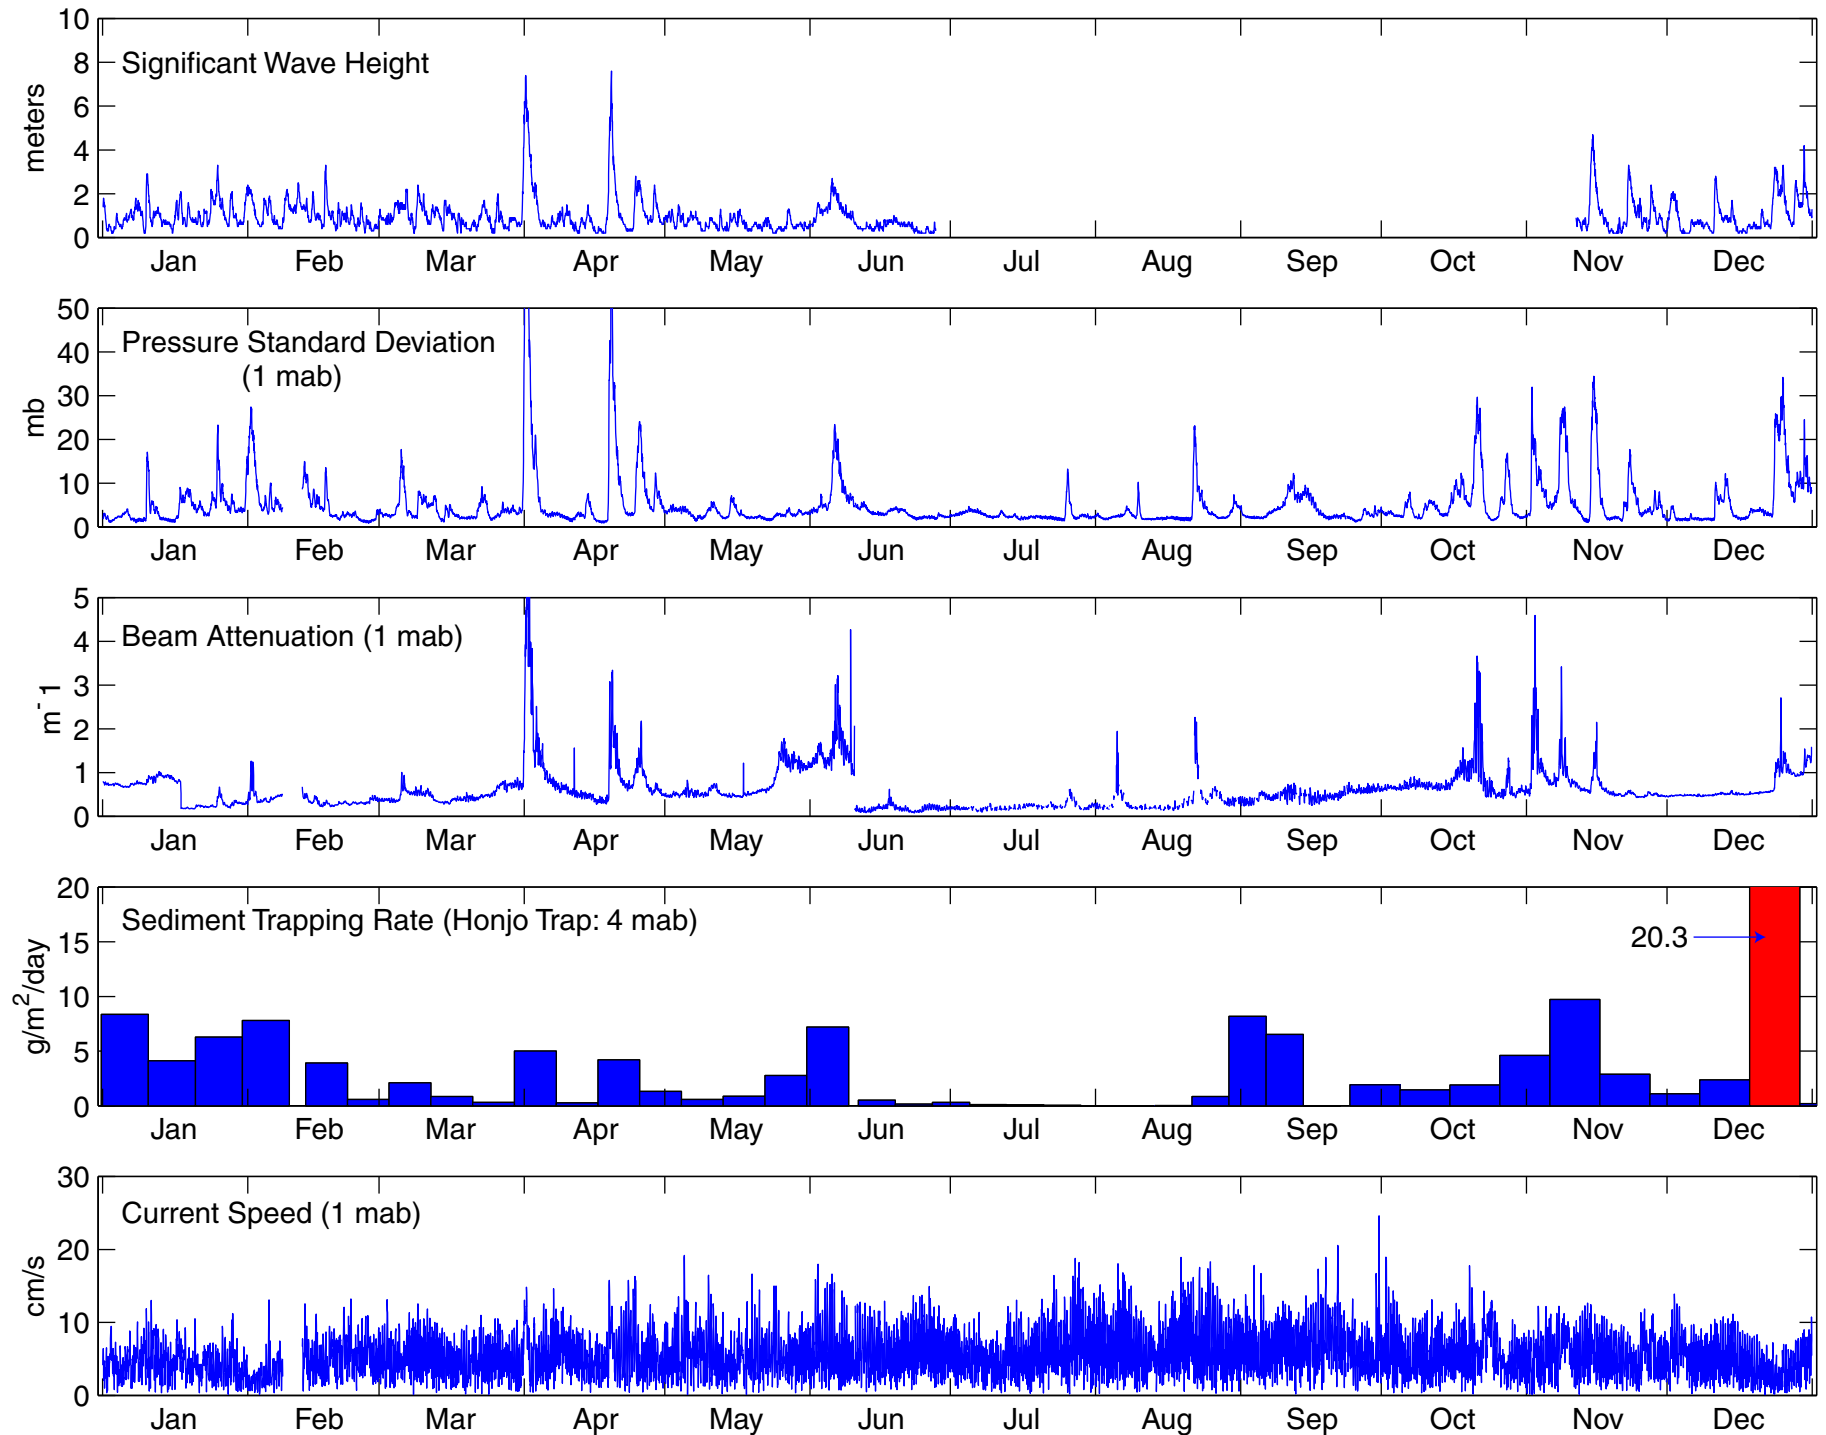 10
Significant Wave Height
8
6
meters
4
2
0
Jan Feb Mar Apr May Jun Jul Aug Sep Oct Nov Dec
50
Pressure Standard Deviation
40
(1 mab)
30
mb
20
10
0
Jan Feb Mar Apr May Jun Jul Aug Sep Oct Nov Dec
5
Beam Attenuation (1 mab)
4
3
m⁻ 1
2
1
0
Jan Feb Mar Apr May Jun Jul Aug Sep Oct Nov Dec
20
Sediment Trapping Rate (Honjo Trap: 4 mab)
20.3
15
g/m²/day
10
5
0
Jan Feb Mar Apr May Jun Jul Aug Sep Oct Nov Dec
30
Current Speed (1 mab)
20
cm/s
10
0
Jan Feb Mar Apr May Jun Jul Aug Sep Oct Nov Dec